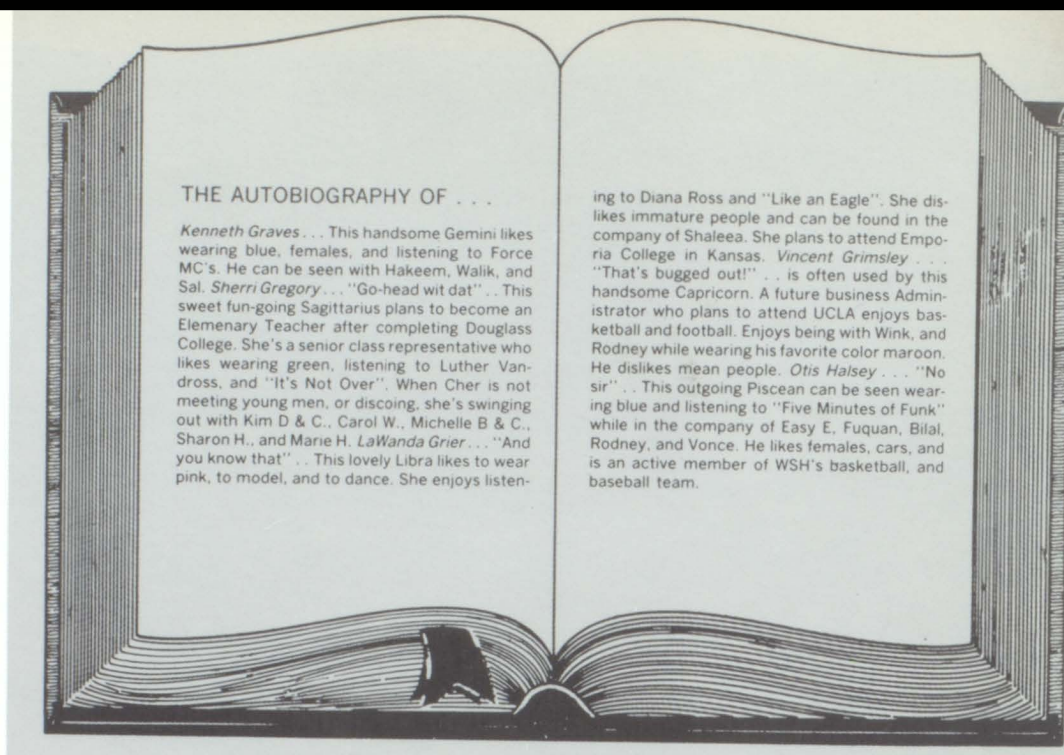 THE AUTOBIOGRAPHY OF . . .
Kenneth Graves . . . This handsome Gemini likes
wearing blue, females, and listening to Force
MC's. He can be seen with Hakeem, Walik, and
Sal. Sherri Gregory . . . "Go-head wit dat" . . This
sweet fun-going Sagittarius plans to become an
Elemenary Teacher after completing Douglass
College. She's a senior class representative who
likes wearing green, listening to Luther Van-
dross, and "It's Not Over". When Cher is not
meeting young men, or discoing, she's swinging
out with Kim D & C., Carol W., Michelle B & C.,
Sharon H., and Marie H. LaWanda Grier . . . "And
you know that" . . This lovely Libra likes to wear
pink, to model, and to dance. She enjoys listen-
ing to Diana Ross and "Like an Eagle". She dis-
likes immature people and can be found in the
company of Shaleea. She plans to attend Empo-
ria College in Kansas. Vincent Grimsley . . .
"That's bugged out!" . . is often used by this
handsome Capricorn. A future business Admin-
istrator who plans to attend UCLA enjoys bas-
ketball and football. Enjoys being with Wink, and
Rodney while wearing his favorite color maroon.
He dislikes mean people. Otis Halsey . . . "No
sir" . . This outgoing Piscean can be seen wear-
ing blue and listening to "Five Minutes of Funk"
while in the company of Easy E, Fuquan, Bilal,
Rodney, and Vonce. He likes females, cars, and
is an active member of WSH's basketball, and
baseball team.